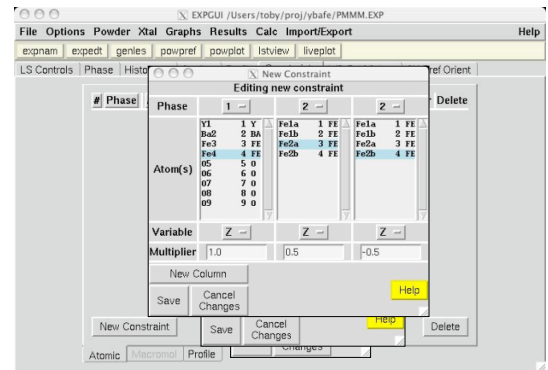 EXPGUI /Users/toby/proj/ybafe/PMMM.EXP
File Options Powder Xtal Graphs Results Calc Import/Export Help
expnam expedt genles powpref powplot lstview liveplot
LS Controls Phase Histo ref Orient
New Constraint
Editing new constraint
# Phase Delete
Phase 1 2 2
Atom(s)
Y1 1 Y
Ba2 2 BA
Fe3 3 FE
Fe4 4 FE
O5 5 O
O6 6 O
O7 7 O
O8 8 O
O9 9 O
Fe1a 1 FE
Fe1b 2 FE
Fe2a 3 FE
Fe2b 4 FE
Fe1a 1 FE
Fe1b 2 FE
Fe2a 3 FE
Fe2b 4 FE
Variable Z Z Z
Multiplier 1.0 0.5 -0.5
New Column
Save Cancel Changes Help
New Constraint Save Cancel Changes Help Delete
Atomic Macromol Profile Changes